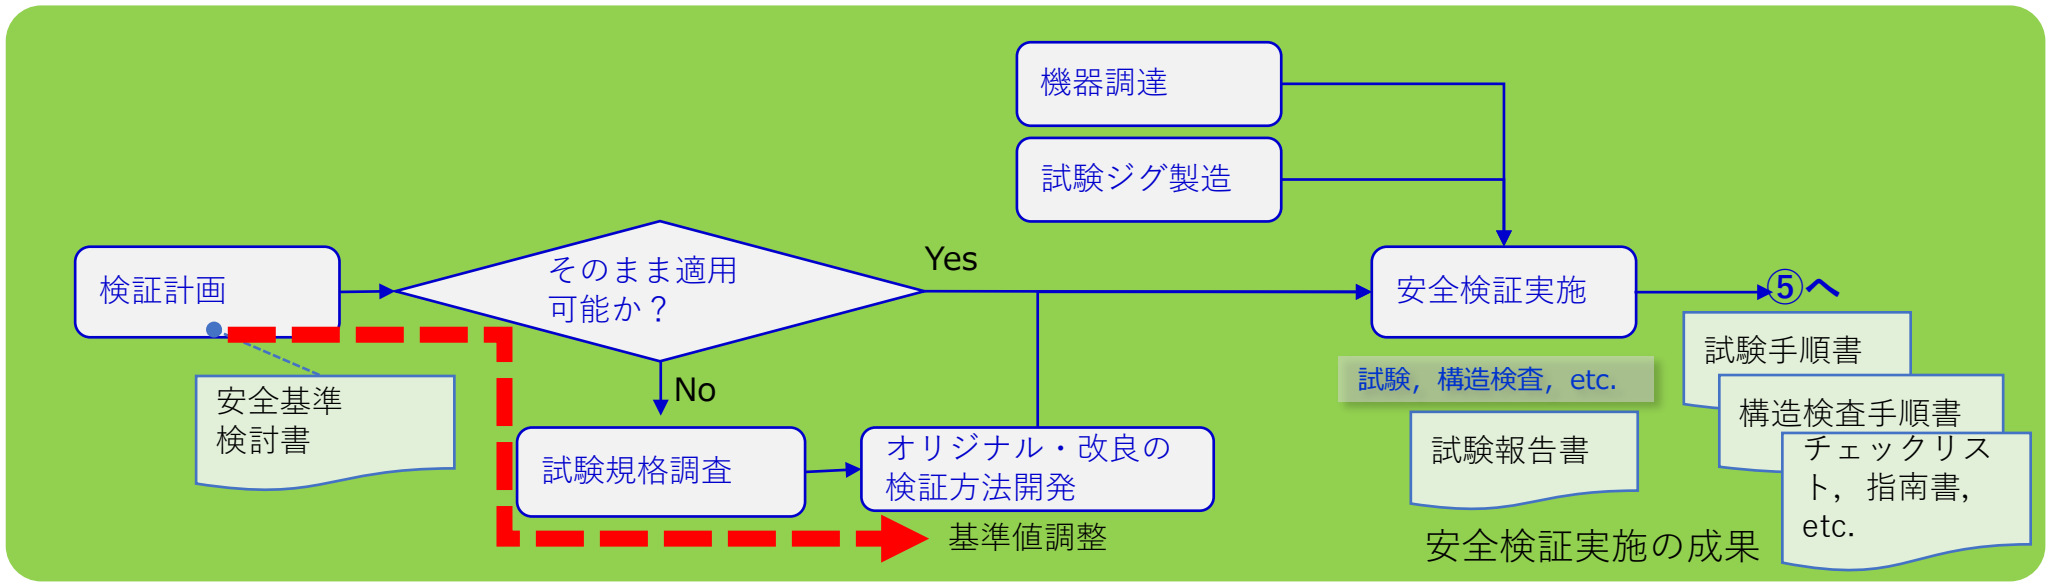 機器調達
試験ジグ製造
検証計画
そのまま適用
可能か？
Yes
No
安全検証実施
⑤へ
安全基準
検討書
試験規格調査
オリジナル・改良の
検証方法開発
基準値調整
試験，構造検査，etc.
試験報告書
試験手順書
構造検査手順書
チェックリス
ト，指南書，
etc.
安全検証実施の成果